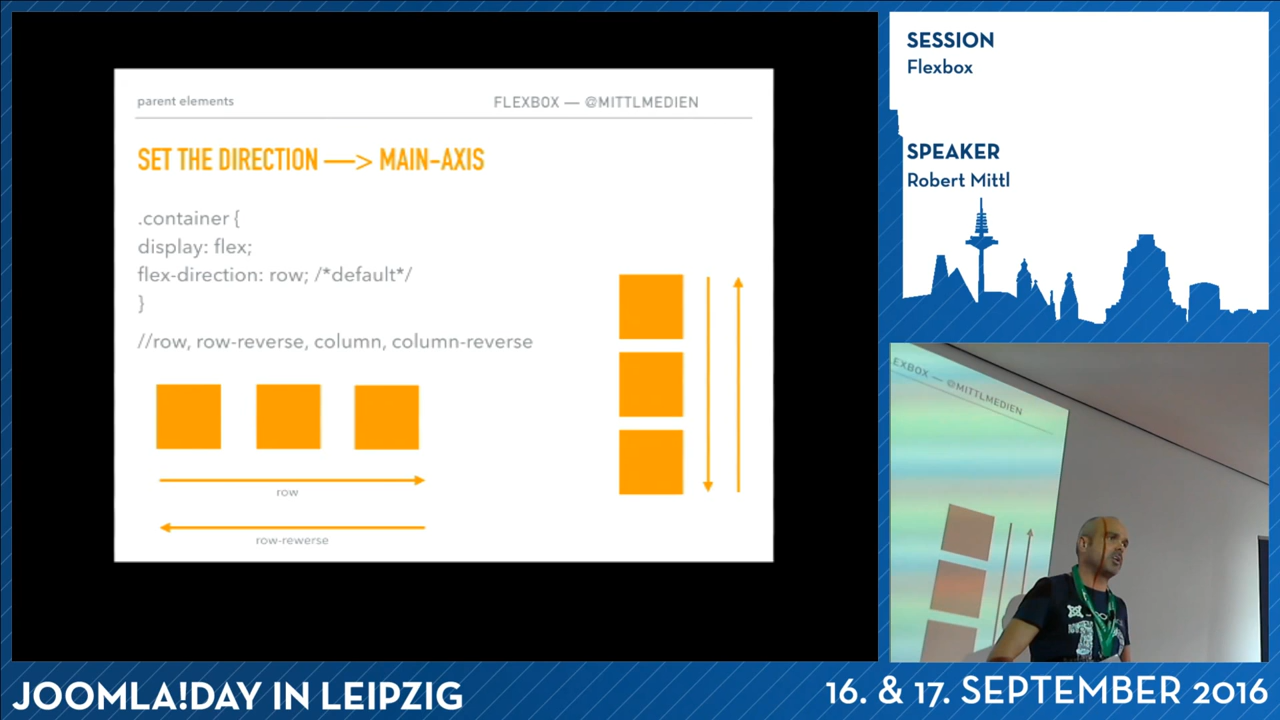 parent elements
FLEXBOX — @MITTLMEDIEN
SET THE DIRECTION —> MAIN-AXIS
.container {
display: flex;
flex-direction: row; /*default*/
}
//row, row-reverse, column, column-reverse
row
row-rewerse
SESSION
Flexbox
SPEAKER
Robert Mittl
FLEXBOX — @MITTLMEDIEN
JOOMLA!DAY IN LEIPZIG
16. & 17. SEPTEMBER 2016